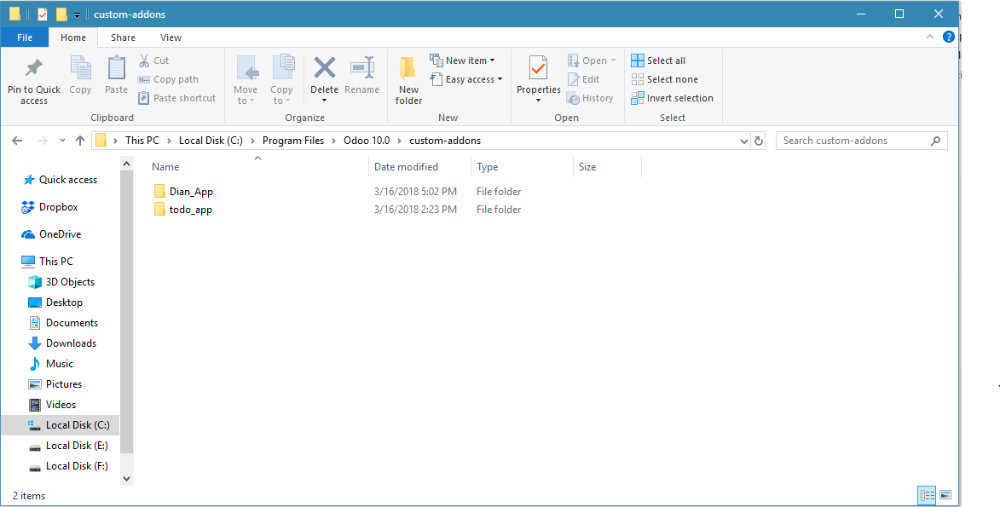 custom-addons
File Home Share View
Pin to Quick access
Copy
Paste
Cut
Copy path
Paste shortcut
Clipboard
Move to
Copy to
Delete
Rename
Organize
New folder
New item
Easy access
New
Properties
Open
Edit
History
Open
Select all
Select none
Invert selection
Select
This PC > Local Disk (C:) > Program Files > Odoo 10.0 > custom-addons
Search custom-addons
Name Date modified Type Size
Dian_App 3/16/2018 5:02 PM File folder
todo_app 3/16/2018 2:23 PM File folder
Quick access
Dropbox
OneDrive
This PC
3D Objects
Desktop
Documents
Downloads
Music
Pictures
Videos
Local Disk (C:)
Local Disk (E:)
Local Disk (F:)
2 items